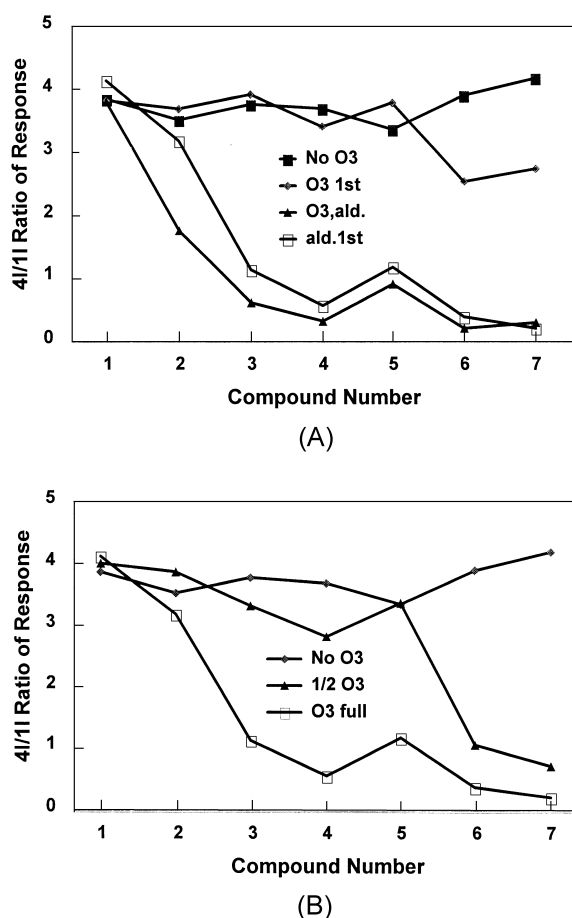 5
4
3
2
1
0
4I/1I Ratio of Response
No O3
O3 1st
O3,ald.
ald.1st
1 2 3 4 5 6 7
Compound Number
(A)
5
4
3
2
1
0
4I/1I Ratio of Response
No O3
1/2 O3
O3 full
1 2 3 4 5 6 7
Compound Number
(B)